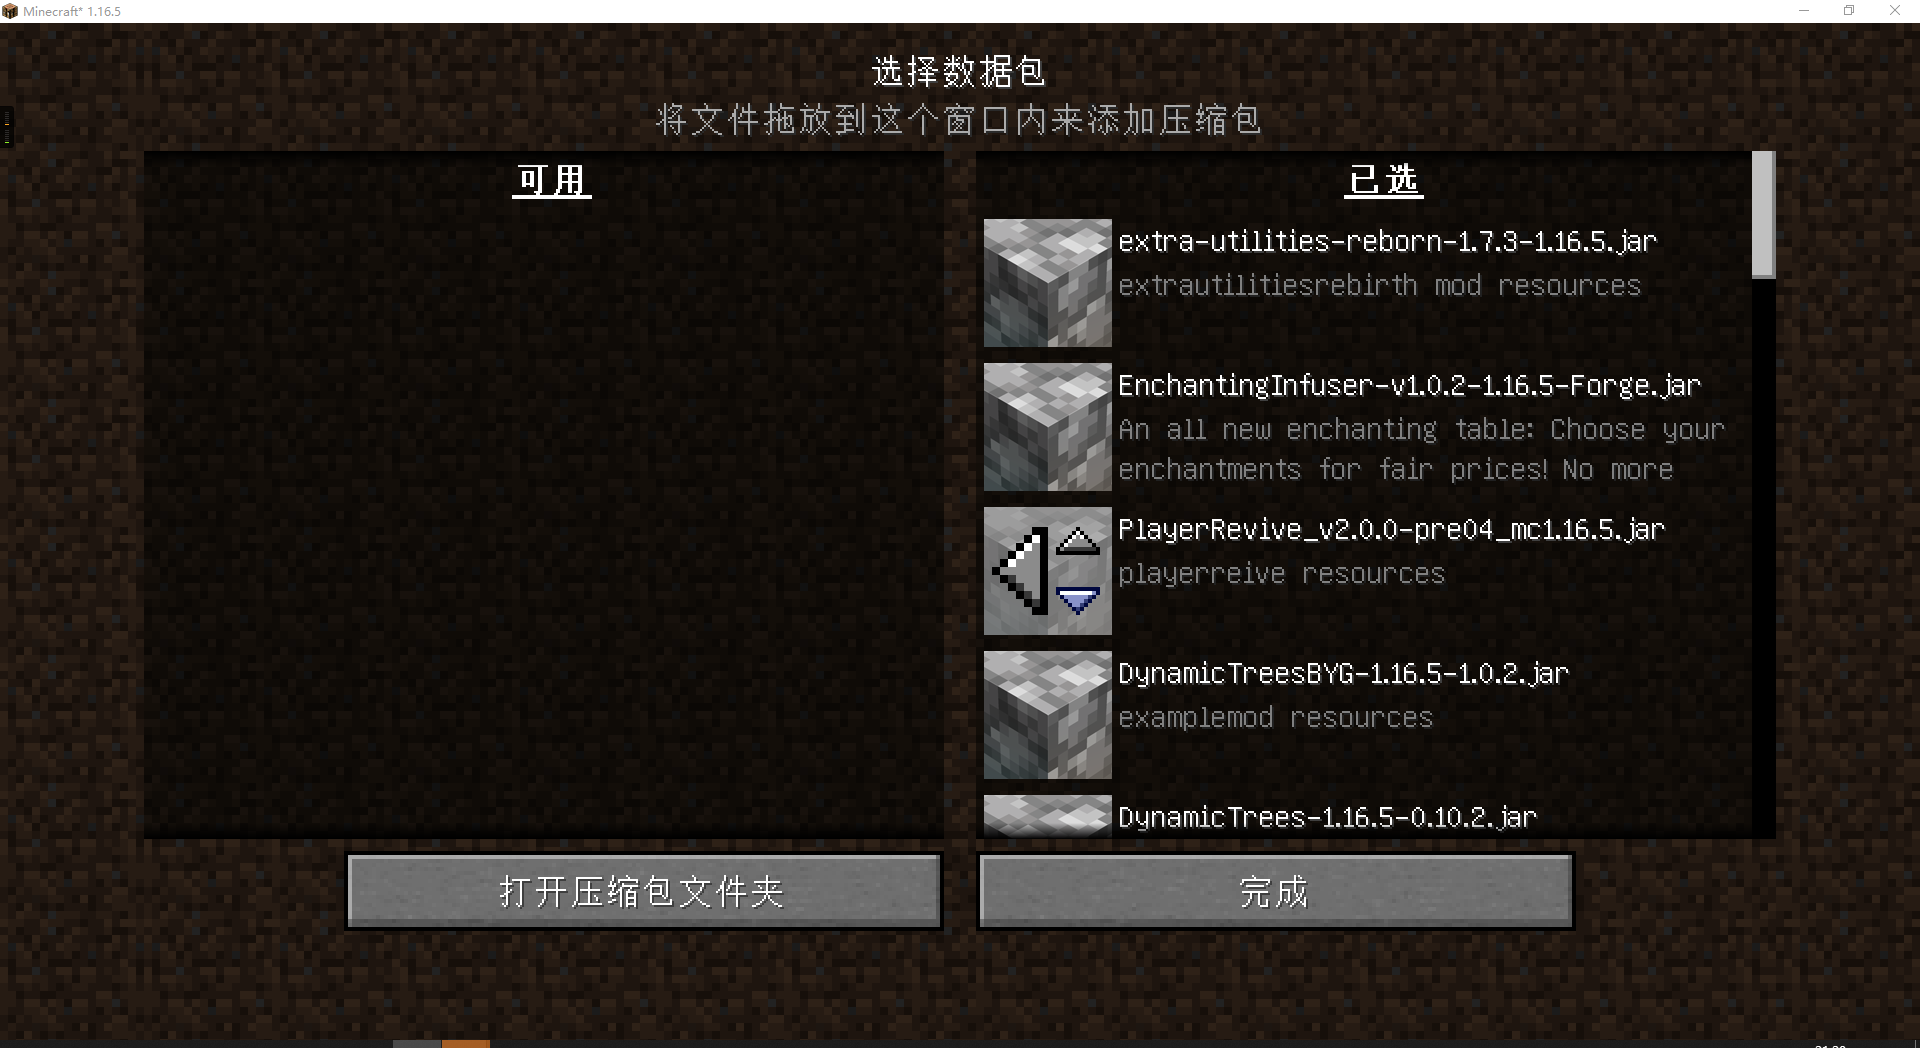 Minecraft* 1.16.5
选择数据包
将文件拖放到这个窗口内来添加压缩包
可用
已选
extra-utilities-reborn-1.7.3-1.16.5.jar
extrautilitiesrebirth mod resources
EnchantingInfuser-v1.0.2-1.16.5-Forge.jar
An all new enchanting table: Choose your
enchantments for fair prices! No more
PlayerRevive_v2.0.0-pre04_mc1.16.5.jar
playerreive resources
DynamicTreesBYG-1.16.5-1.0.2.jar
examplemod resources
DynamicTrees-1.16.5-0.10.2.jar
打开压缩包文件夹
完成